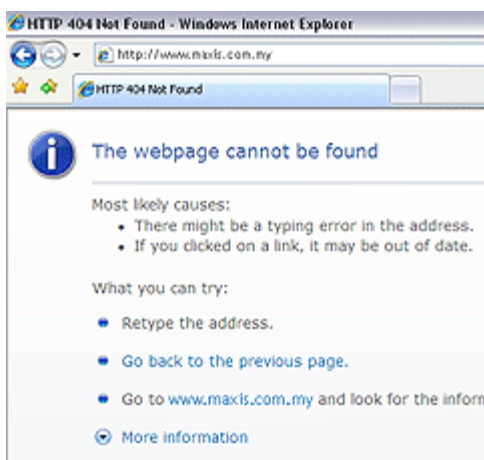 HTTP 404 Not Found - Windows Internet Explorer
http://www.maxis.com.my
HTTP 404 Not Found
The webpage cannot be found
Most likely causes:
• There might be a typing error in the address.
• If you clicked on a link, it may be out of date.
What you can try:
Retype the address.
Go back to the previous page.
Go to www.maxis.com.my and look for the inform
More information